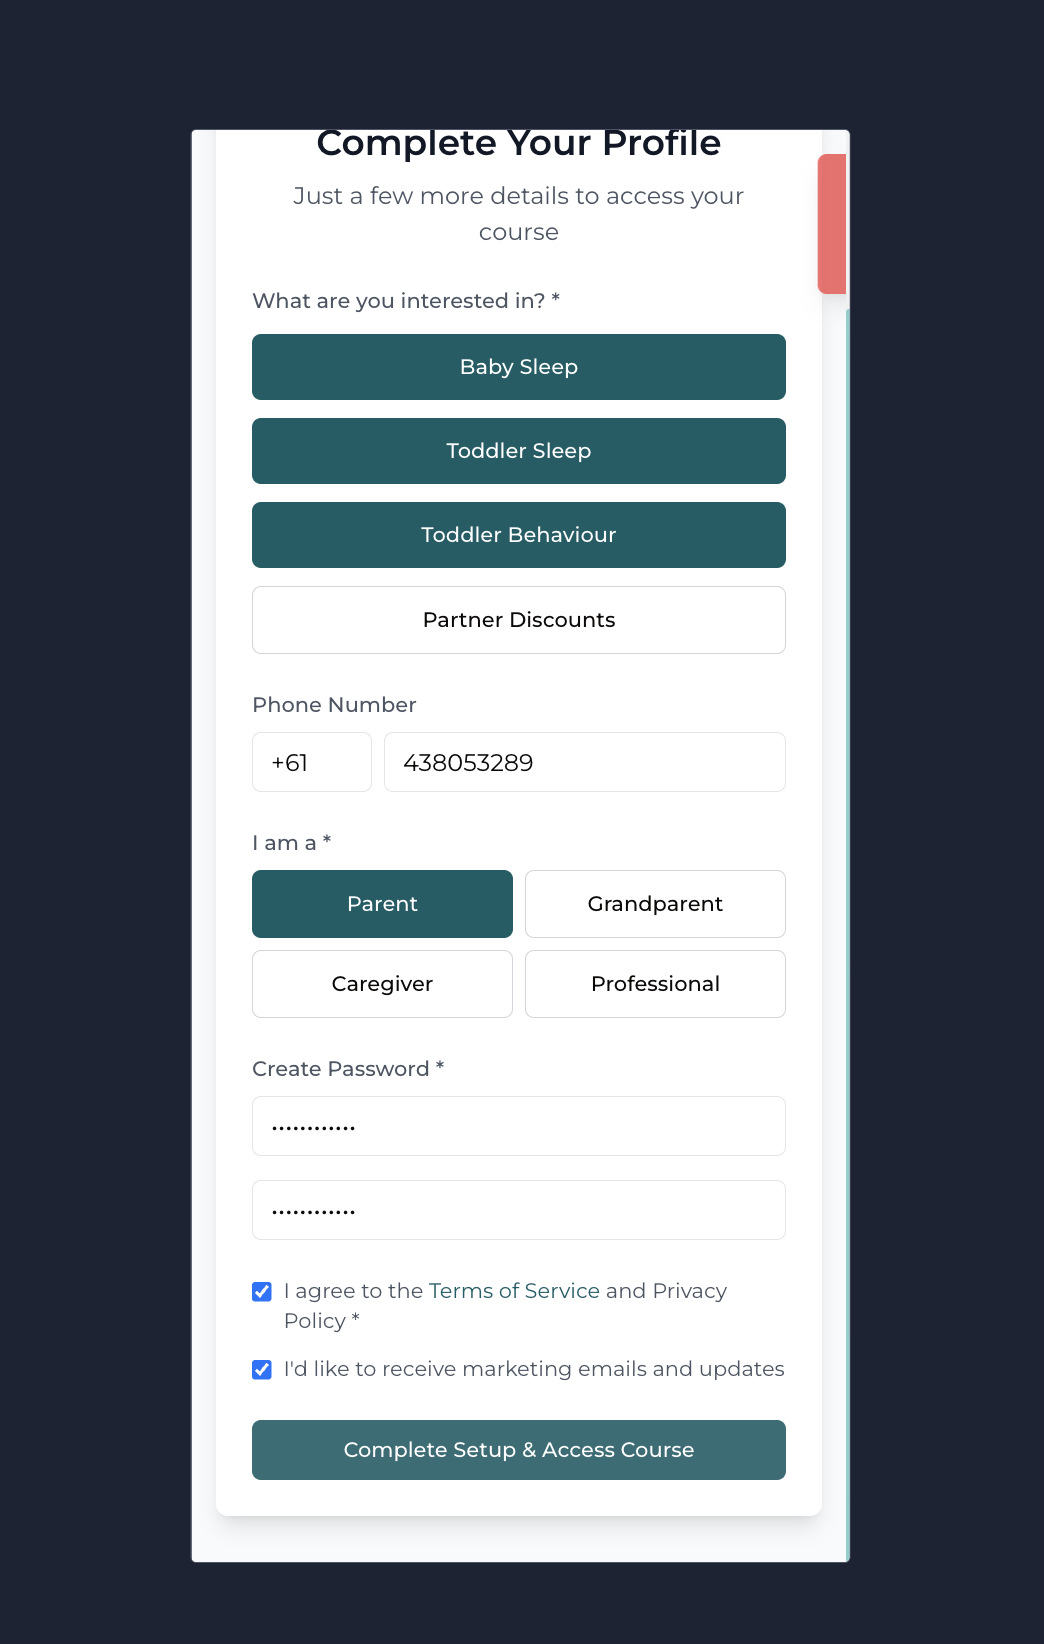 Complete Your Profile
Just a few more details to access your
course
What are you interested in? *
Baby Sleep
Toddler Sleep
Toddler Behaviour
Partner Discounts
Phone Number
+61 438053289
I am a *
Parent Grandparent
Caregiver Professional
Create Password *
••••••••••••
••••••••••••
I agree to the Terms of Service and Privacy
Policy *
I'd like to receive marketing emails and updates
Complete Setup & Access Course